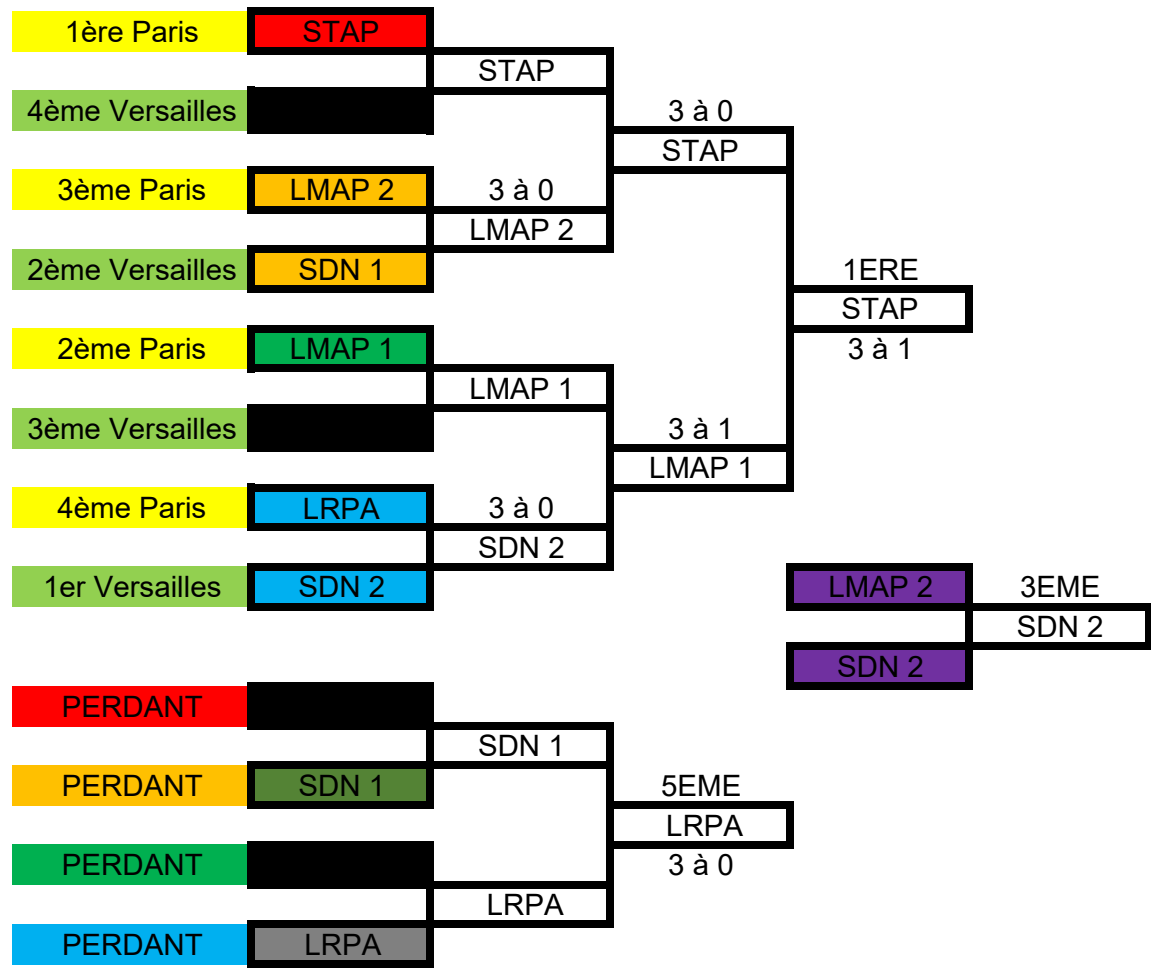 1ère Paris STAP
STAP
4ème Versailles 3 à 0
STAP
3ème Paris LMAP 2 3 à 0
LMAP 2
2ème Versailles SDN 1 1ERE
STAP
2ème Paris LMAP 1 3 à 1
LMAP 1
3ème Versailles 3 à 1
LMAP 1
4ème Paris LRPA 3 à 0
SDN 2
1er Versailles SDN 2 LMAP 2 3EME
SDN 2
SDN 2
PERDANT
SDN 1
PERDANT SDN 1 5EME
LRPA
PERDANT 3 à 0
LRPA
PERDANT LRPA